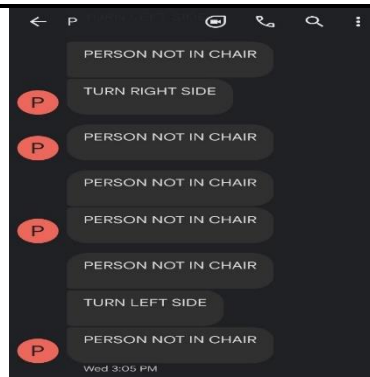 P
PERSON NOT IN CHAIR
TURN RIGHT SIDE
P
PERSON NOT IN CHAIR
P
PERSON NOT IN CHAIR
PERSON NOT IN CHAIR
P
PERSON NOT IN CHAIR
TURN LEFT SIDE
PERSON NOT IN CHAIR
P
Wed 3:05 PM